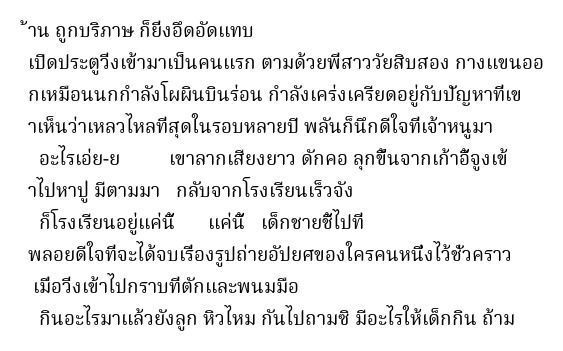 ้าน ถูกบริภาษ ก็ยิ่งอึดอัดแทบ
เปิดประตูวิ่งเข้ามาเป็นคนแรก ตามด้วยพี่สาววัยสิบสอง กางแขนออ
กเหมือนนกกำลังโผผินบินร่อน กำลังเคร่งเครียดอยู่กับปัญหาที่เข
าเห็นว่าเหลวไหลที่สุดในรอบหลายปี พลันก็นึกดีใจที่เจ้าหนูมา
อะไรเอ่ย-ย เขาลากเสียงยาว ดักคอ ลุกขึ้นจากเก้าอี้จูงเข้
าไปหาปู่ มีตามมา กลับจากโรงเรียนเร็วจัง
ก็โรงเรียนอยู่แค่นี้ แค่นี้ เด็กชายชี้ไปที่
พลอยดีใจที่จะได้จบเรื่องรูปถ่ายอัปยศของใครคนหนึ่งไว้ชั่วคราว
เมื่อวิ่งเข้าไปกราบที่ตักและพนมมือ
กินอะไรมาแล้วยังลูก หิวไหม กันไปถามซิ มีอะไรให้เด็กกิน ถ้าม